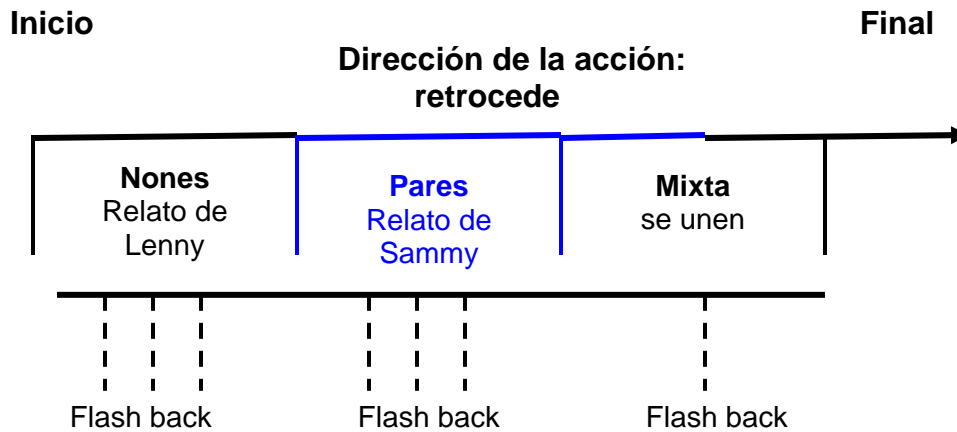 Inicio
Final
Dirección de la acción:
retrocede
Nones
Relato de
Lenny
Pares
Relato de
Sammy
Mixta
se unen
Flash back
Flash back
Flash back